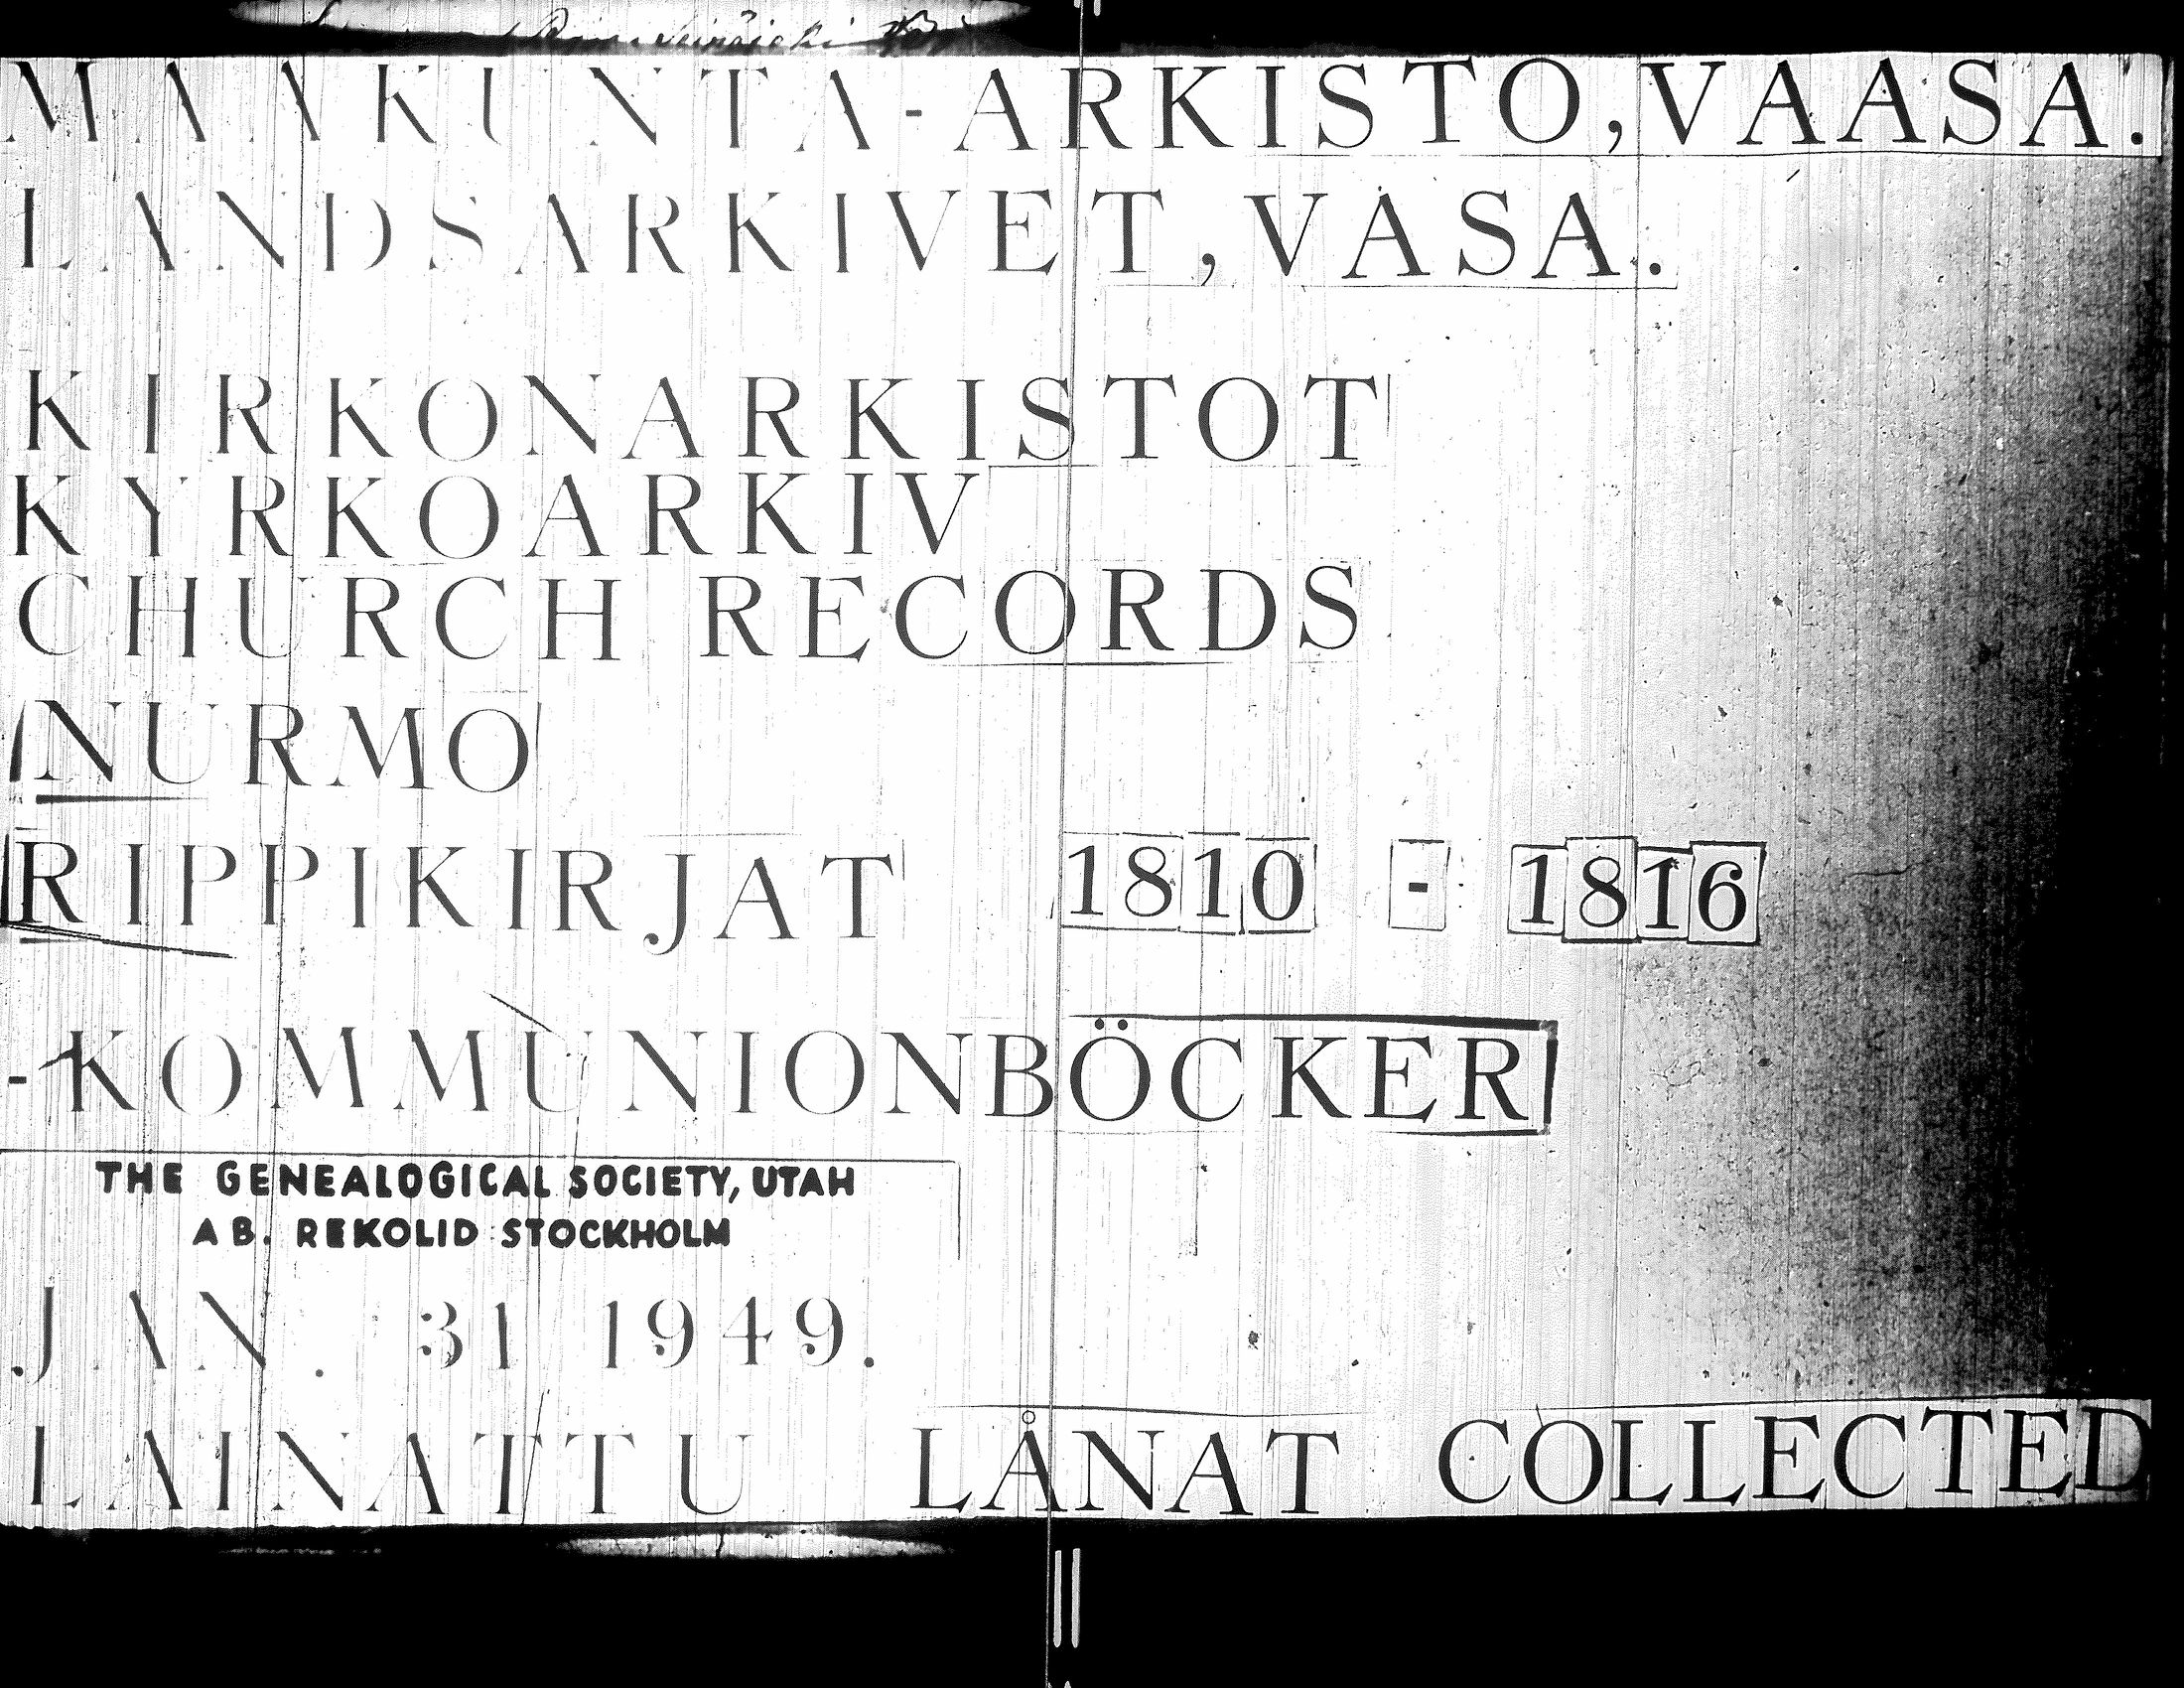 MAAKUNTA-ARKISTO, VAASA.
LANDSARKIVET, VASA.
KIRKONARKISTOT
KYRKOARKIV
CHURCH RECORDS
NURMO
RIPPIKIRJAT 1810 - 1816
-KOMMUNIONBÖCKER
THE GENEALOGICAL SOCIETY, UTAH
AB. REKOLID STOCKHOLM
JAN. 31 1949.
LAINATTU LÅNAT COLLECTED